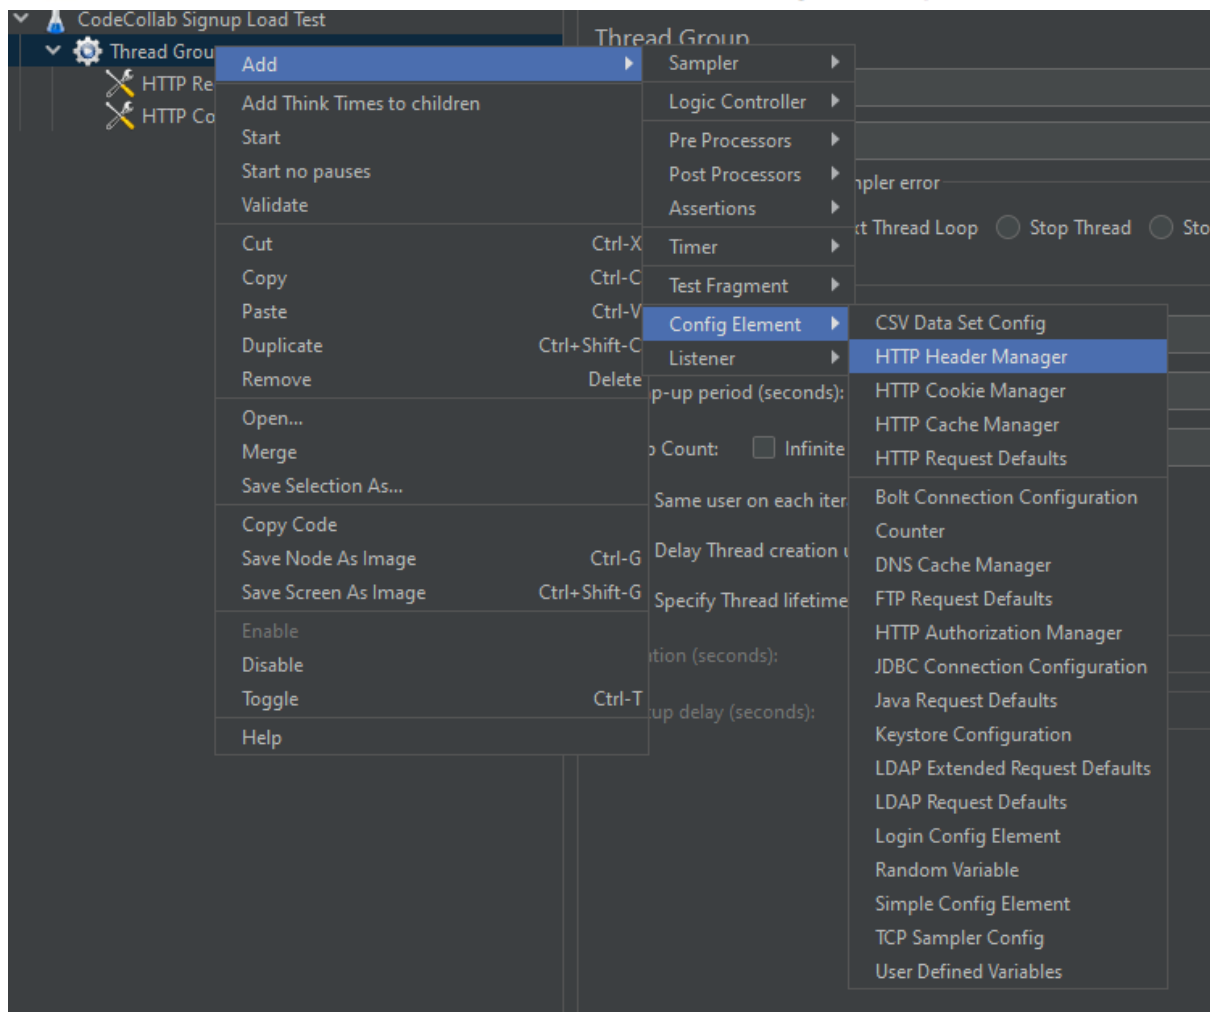 CodeCollab Signup Load Test
Thread Grou
HTTP Re
HTTP Co
Add
Add Think Times to children
Start
Start no pauses
Validate
Cut Ctrl-X
Copy Ctrl-C
Paste Ctrl-V
Duplicate Ctrl+Shift-C
Remove Delete
Open...
Merge
Save Selection As...
Copy Code
Save Node As Image Ctrl-G
Save Screen As Image Ctrl+Shift-G
Enable
Disable
Toggle Ctrl-T
Help
Thread Group
Sampler
Logic Controller
Pre Processors
Post Processors
Assertions
Timer
Test Fragment
Config Element
Listener
npler error
xt Thread Loop Stop Thread Sto
p-up period (seconds):
p Count: Infinite
Same user on each iter
Delay Thread creation u
Specify Thread lifetime
ation (seconds):
tup delay (seconds):
CSV Data Set Config
HTTP Header Manager
HTTP Cookie Manager
HTTP Cache Manager
HTTP Request Defaults
Bolt Connection Configuration
Counter
DNS Cache Manager
FTP Request Defaults
HTTP Authorization Manager
JDBC Connection Configuration
Java Request Defaults
Keystore Configuration
LDAP Extended Request Defaults
LDAP Request Defaults
Login Config Element
Random Variable
Simple Config Element
TCP Sampler Config
User Defined Variables